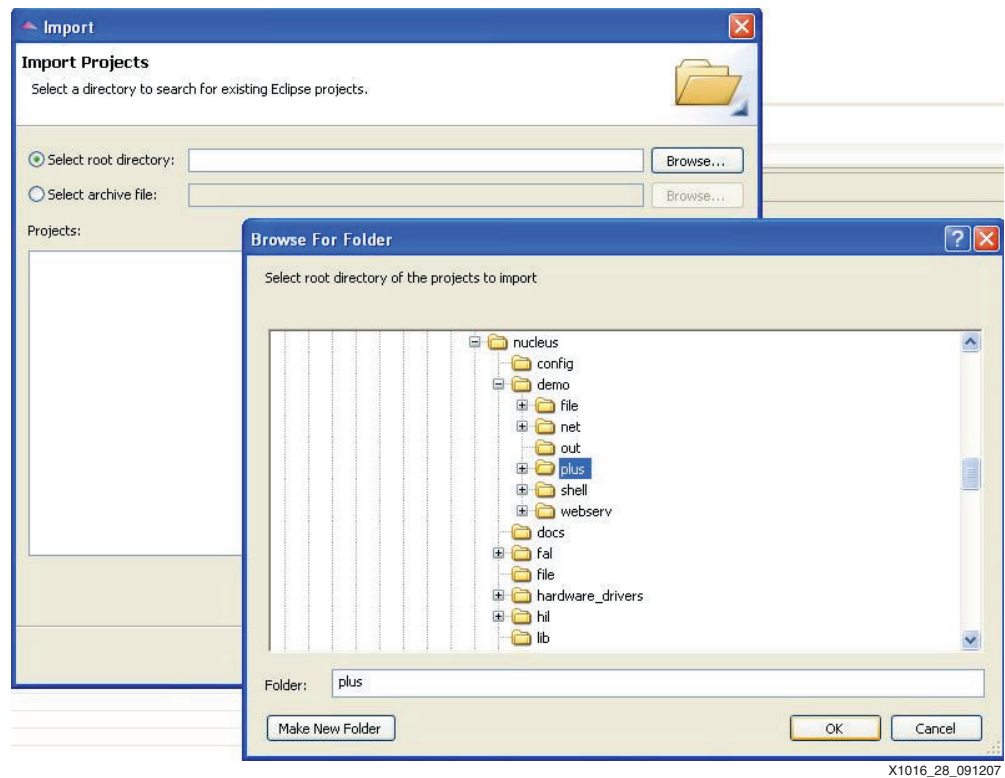 Import
Import Projects
Select a directory to search for existing Eclipse projects.
Select root directory:
Browse...
Select archive file:
Browse...
Projects:
Browse For Folder
Select root directory of the projects to import
nucleus
config
demo
file
net
out
plus
shell
webserv
docs
fal
file
hardware_drivers
hil
lib
Folder: plus
Make New Folder
OK
Cancel
X1016_28_091207